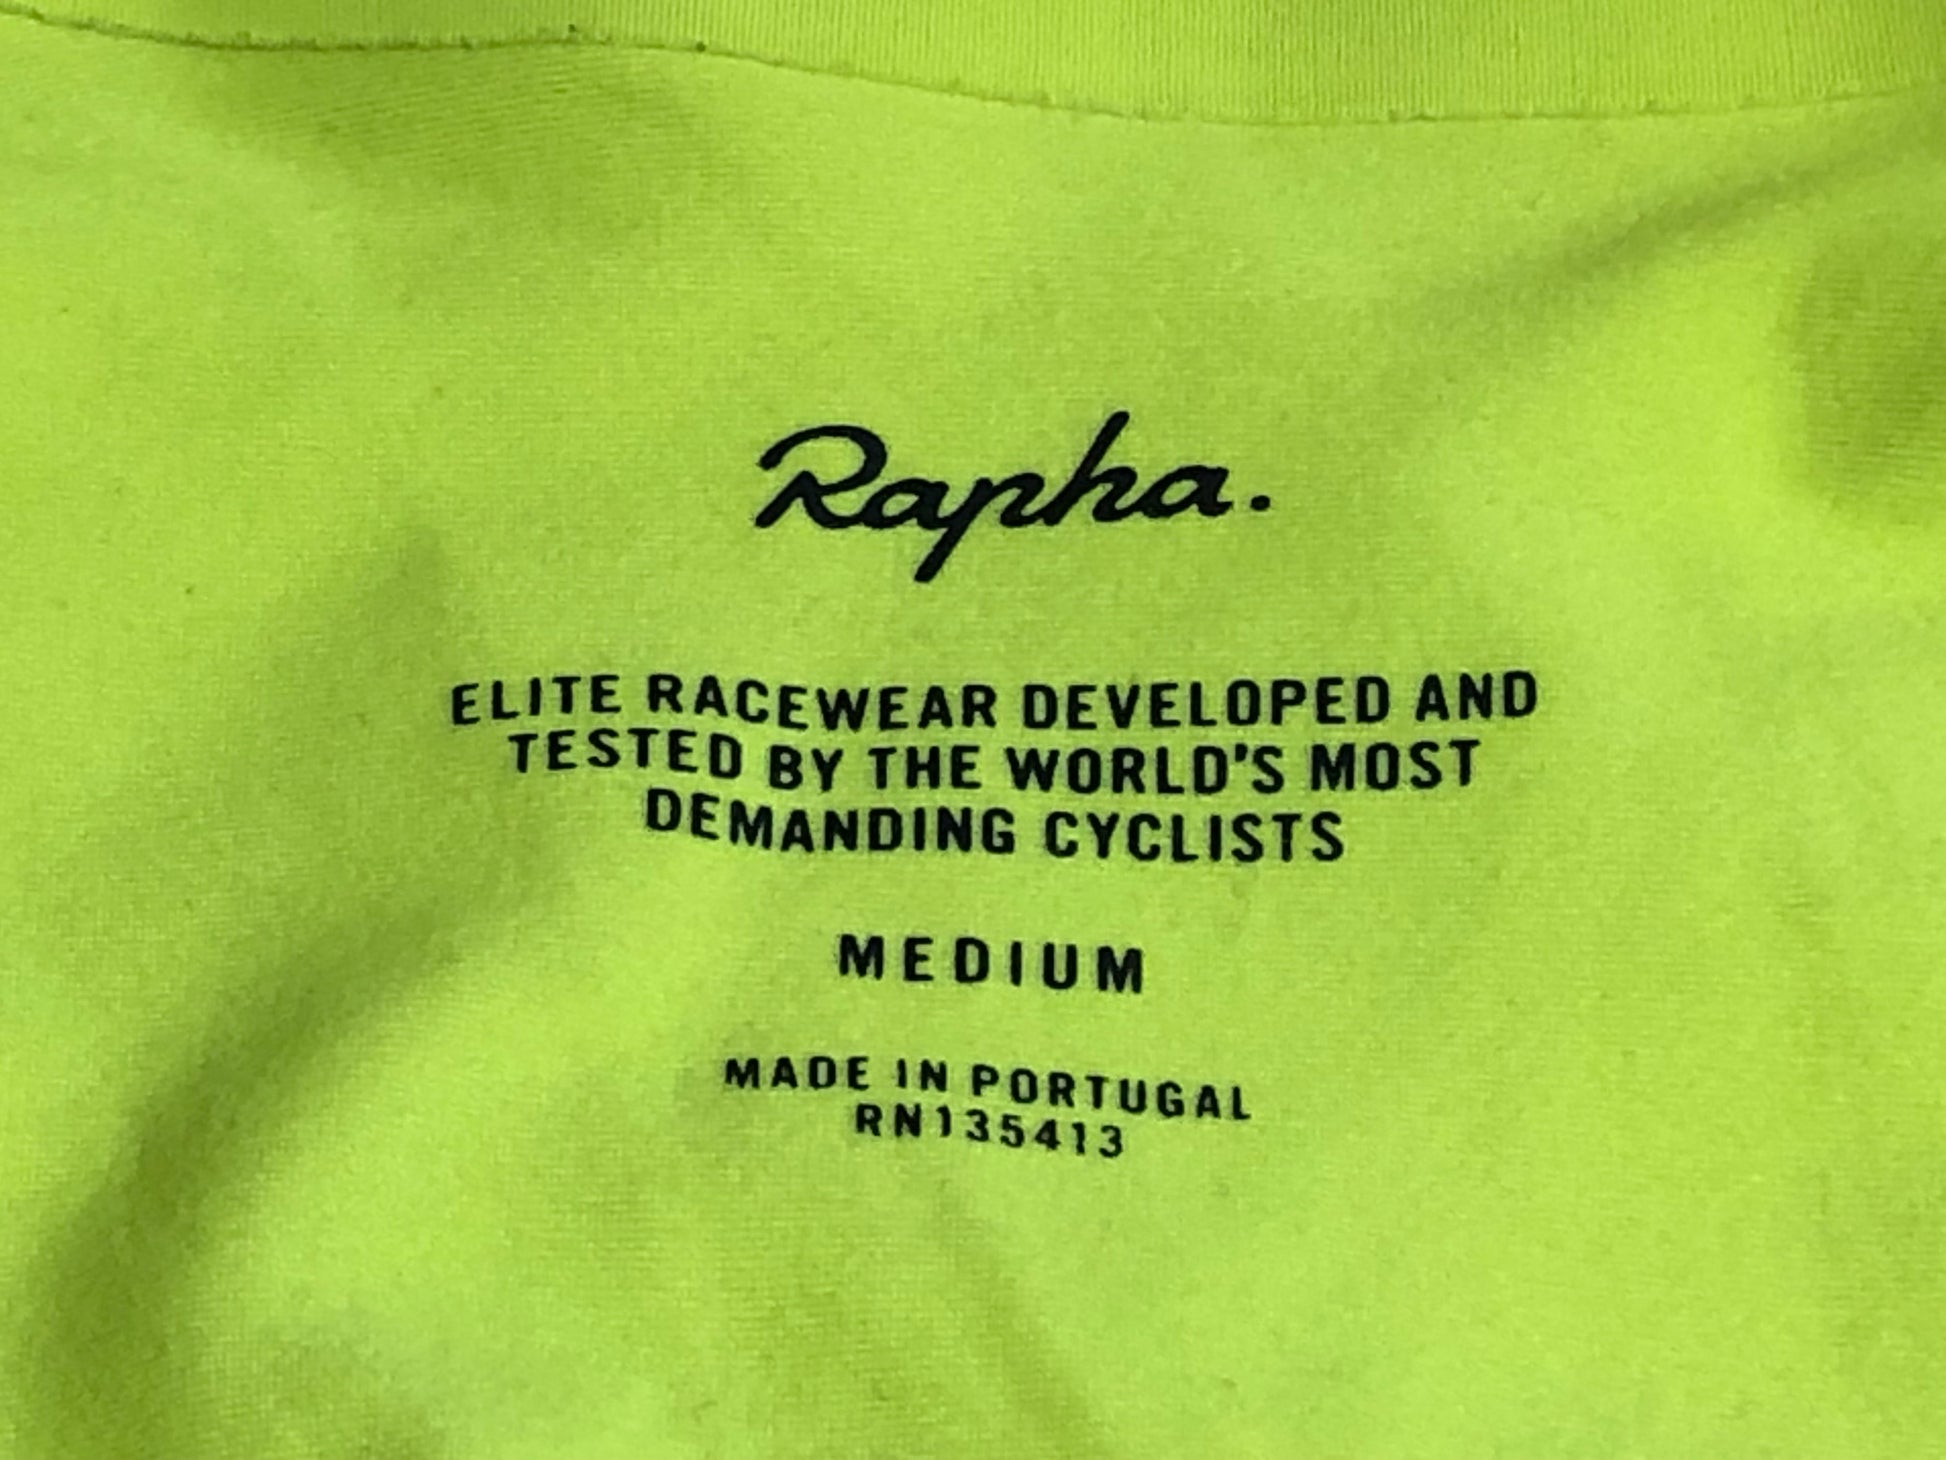 Rapha.
ELITE RACEWEAR DEVELOPED AND
TESTED BY THE WORLD'S MOST
DEMANDING CYCLISTS
MEDIUM
MADE IN PORTUGAL
RN135413